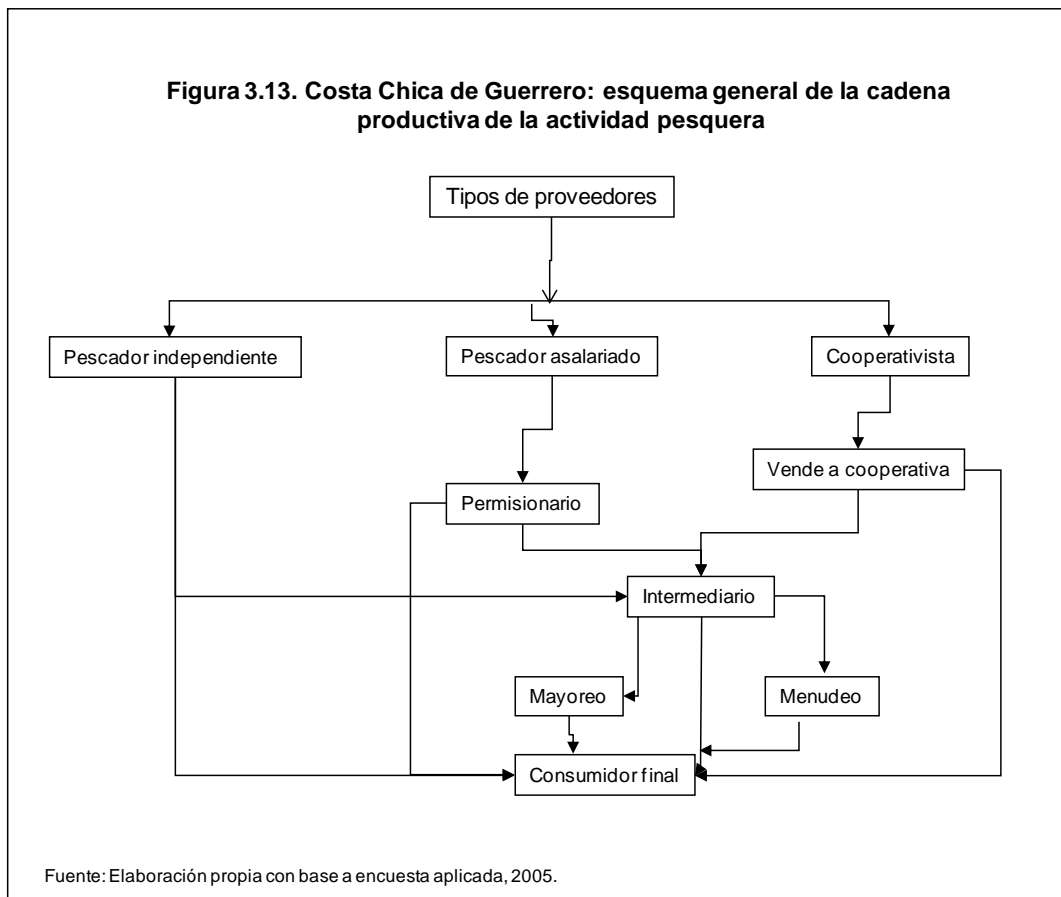 Figura 3.13. Costa Chica de Guerrero: esquema general de la cadena
productiva de la actividad pesquera
Tipos de proveedores
Pescador independiente
Pescador asalariado
Cooperativista
Vende a cooperativa
Permisionario
Intermediario
Mayoreo
Menudeo
Consumidor final
Fuente: Elaboración propia con base a encuesta aplicada, 2005.